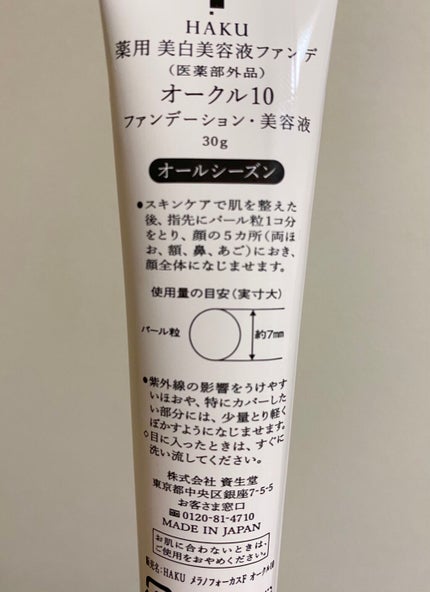 HAKU
薬用 美白美容液ファンデ
(医薬部外品)
オークル10
ファンデーション・美容液
30g
オールシーズン
●スキンケアで肌を整えた
後、指先にパール粒1コ分
をとり、顔の5カ所(両ほ
お、額、鼻、あご)におき、
顔全体になじませます。
使用量の目安(実寸大)
パール粒
約7mm
●紫外線の影響をうけやす
いほおや、特にカバーした
い部分には、少量とり軽く
ぼかすようになじませます。
◇目に入ったときは、すぐに
洗い流してください。
株式会社 資生堂
東京都中央区銀座7-5-5
お客さま窓口
0120-81-4710
MADE IN JAPAN
お肌に合わないときは、
ご使用をおやめください。
HAKU メラノフォーカスF オークル10